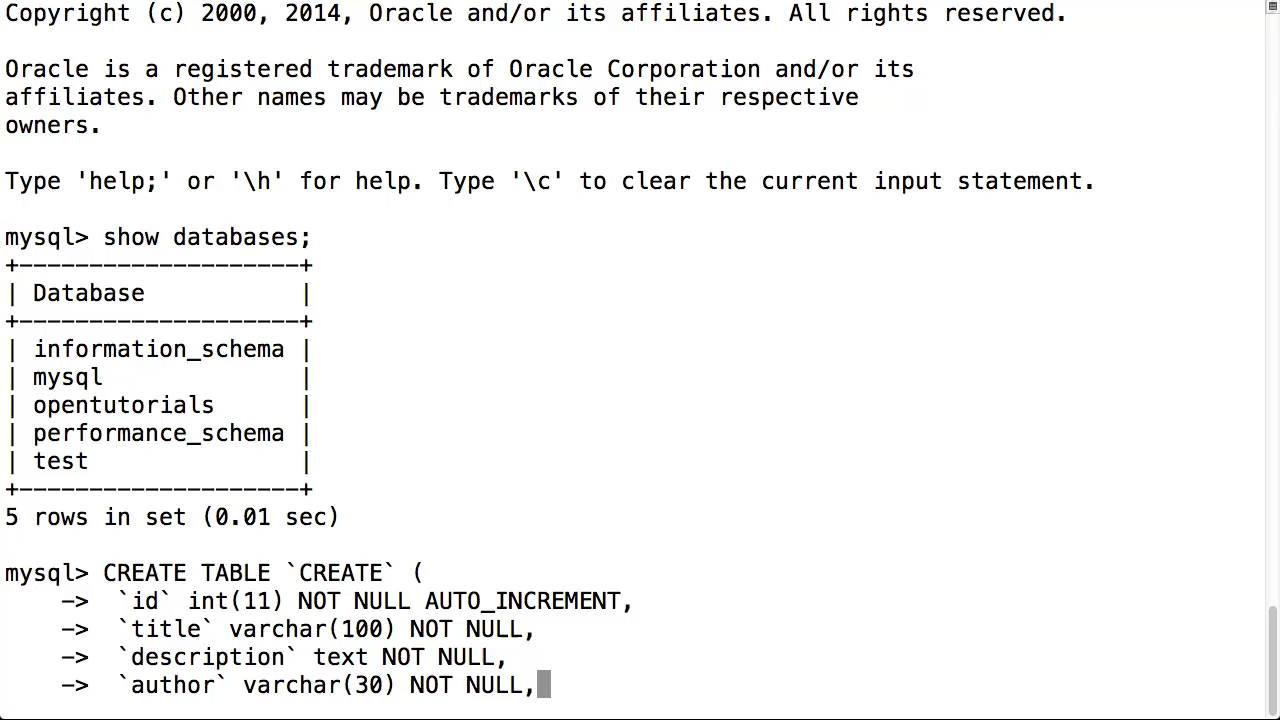 Copyright (c) 2000, 2014, Oracle and/or its affiliates. All rights reserved.
Oracle is a registered trademark of Oracle Corporation and/or its
affiliates. Other names may be trademarks of their respective
owners.
Type 'help;' or '\h' for help. Type '\c' to clear the current input statement.
mysql> show databases;
+--------------------+
| Database           |
+--------------------+
| information_schema |
| mysql              |
| opentutorials      |
| performance_schema |
| test               |
+--------------------+
5 rows in set (0.01 sec)
mysql> CREATE TABLE `CREATE` (
    ->  `id` int(11) NOT NULL AUTO_INCREMENT,
    ->  `title` varchar(100) NOT NULL,
    ->  `description` text NOT NULL,
    ->  `author` varchar(30) NOT NULL,